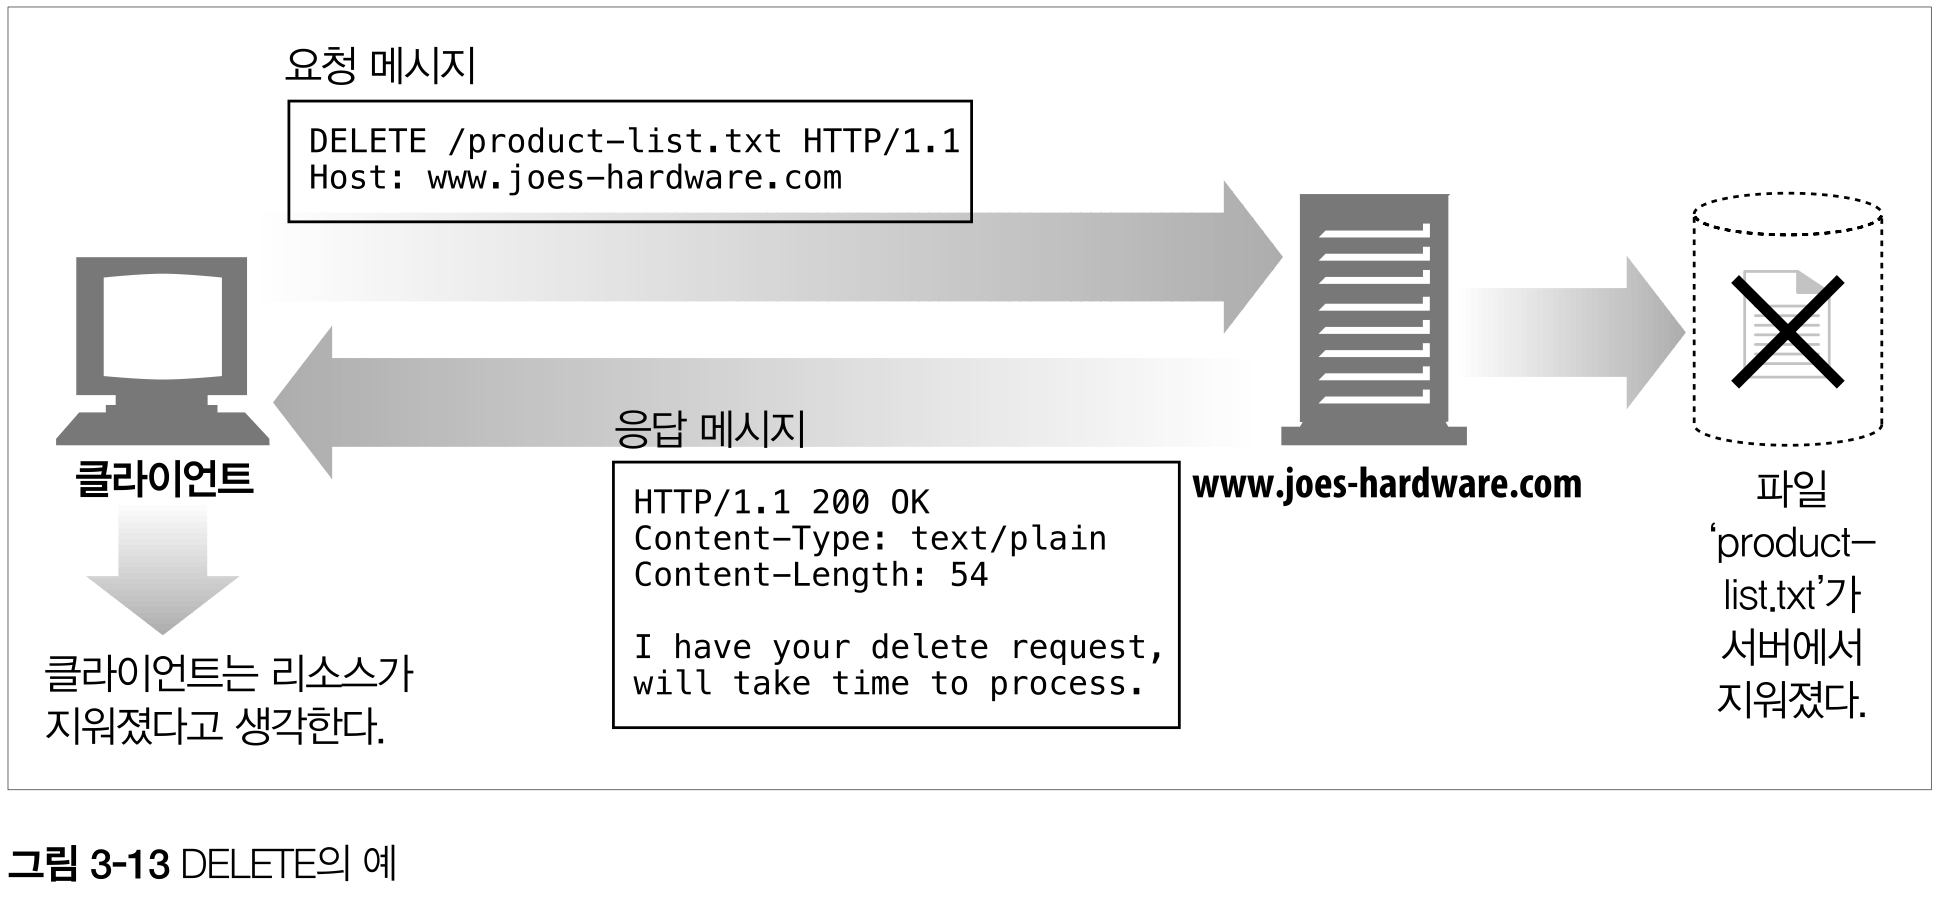 요청 메시지
DELETE /product-list.txt HTTP/1.1
Host: www.joes-hardware.com
클라이언트
클라이언트는 리소스가
지워졌다고 생각한다.
응답 메시지
HTTP/1.1 200 OK
Content-Type: text/plain
Content-Length: 54

I have your delete request,
will take time to process.
www.joes-hardware.com
파일
‘product-
list.txt’가
서버에서
지워졌다.
그림 3-13 DELETE의 예